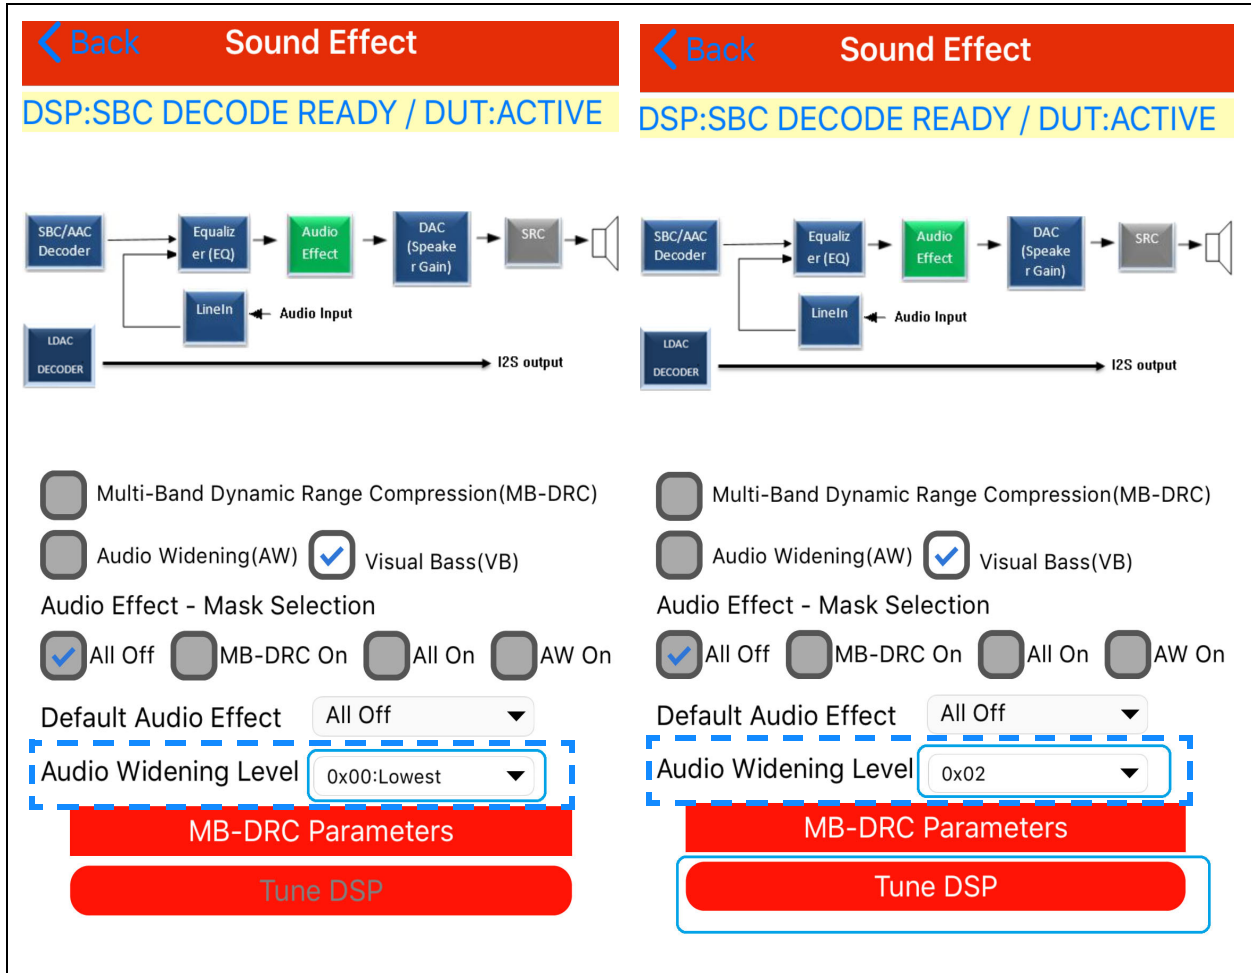 Back Sound Effect
DSP:SBC DECODE READY / DUT:ACTIVE
SBC/AAC
Decoder
Equaliz
er (EQ)
Audio
Effect
DAC
(Speake
r Gain)
SRC
LineIn
Audio Input
LDAC
DECODER
I2S output
Multi-Band Dynamic Range Compression(MB-DRC)
Audio Widening(AW) Visual Bass(VB)
Audio Effect - Mask Selection
All Off MB-DRC On All On AW On
Default Audio Effect All Off
Audio Widening Level 0x00:Lowest
MB-DRC Parameters
Tune DSP
Back Sound Effect
DSP:SBC DECODE READY / DUT:ACTIVE
SBC/AAC
Decoder
Equaliz
er (EQ)
Audio
Effect
DAC
(Speake
r Gain)
SRC
LineIn
Audio Input
LDAC
DECODER
I2S output
Multi-Band Dynamic Range Compression(MB-DRC)
Audio Widening(AW) Visual Bass(VB)
Audio Effect - Mask Selection
All Off MB-DRC On All On AW On
Default Audio Effect All Off
Audio Widening Level 0x02
MB-DRC Parameters
Tune DSP